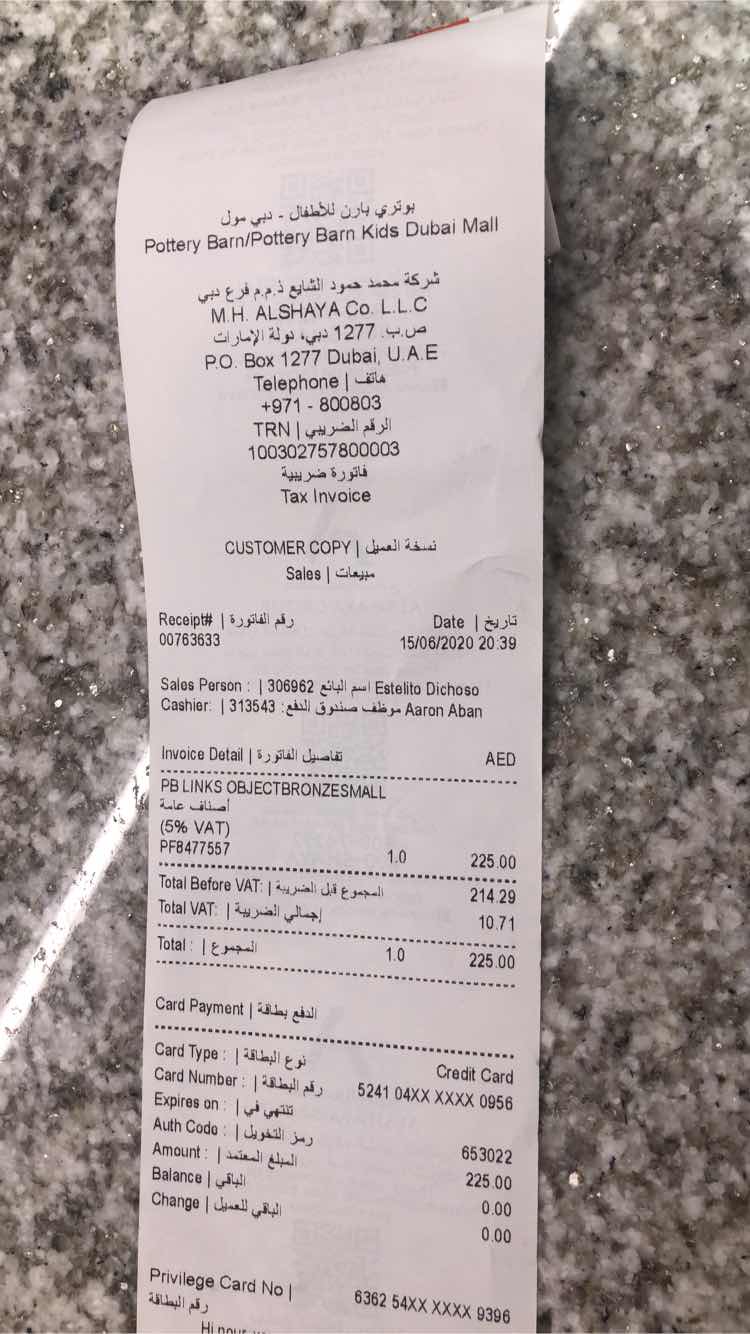 بوتري بارن للأطفال - دبي مول
Pottery Barn/Pottery Barn Kids Dubai Mall
شركة محمد حمود الشايع ذ.م.م فرع دبي
M.H. ALSHAYA Co. L.L.C
ص.ب. 1277 دبي، دولة الإمارات
P.O. Box 1277 Dubai, U.A.E
Telephone | هاتف
+971 - 800803
TRN | الرقم الضريبي
100302757800003
فاتورة ضريبية
Tax Invoice
CUSTOMER COPY | نسخة العميل
Sales | مبيعات
Receipt# | رقم الفاتورة Date | تاريخ
00763633 15/06/2020 20:39
Sales Person : | 306962 اسم البائع Estelito Dichoso
Cashier: | 313543 :موظف صندوق الدفع Aaron Aban
Invoice Detail | تفاصيل الفاتورة AED
PB LINKS OBJECTBRONZESMALL
أصناف عامة
(5% VAT)
PF8477557 1.0 225.00
Total Before VAT: | المجموع قبل الضريبة 214.29
Total VAT: | إجمالي الضريبة 10.71
Total : | المجموع 1.0 225.00
Card Payment | الدفع بطاقة
Card Type : | نوع البطاقة Credit Card
Card Number : | رقم البطاقة 5241 04XX XXXX 0956
Expires on : | تنتهي في
Auth Code : | رمز التخويل 653022
Amount : | المبلغ المعتمد 225.00
Balance | الباقي 0.00
Change | الباقي للعميل 0.00
Privilege Card No | 6362 54XX XXXX 9396
رقم البطاقة